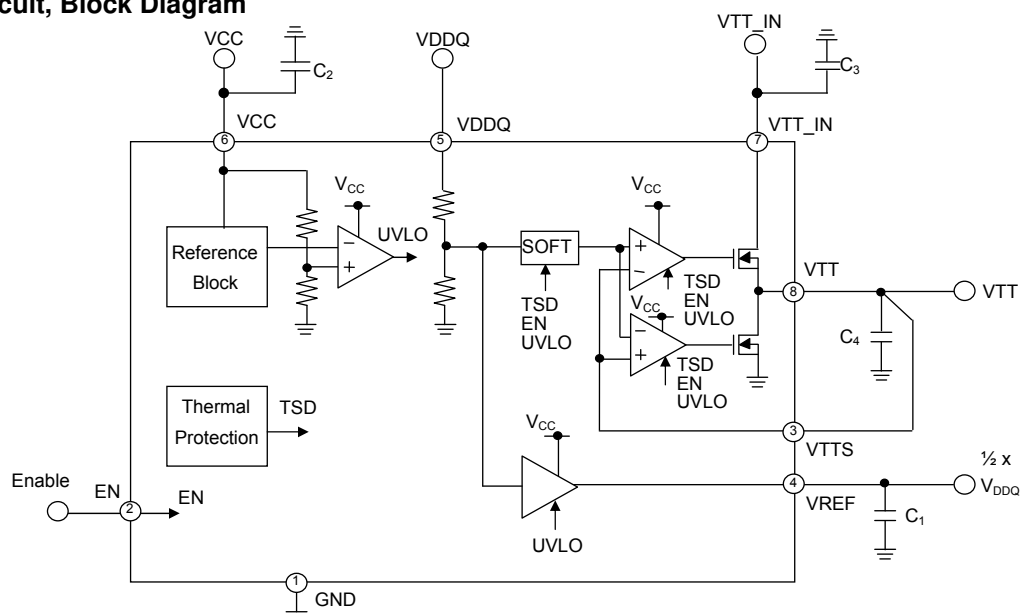 cuit, Block Diagram
VCC
VDDQ
VTT_IN
C2
C3
VCC
VDDQ
VTT_IN
6
5
7
VCC
VCC
UVLO
Reference
Block
−
+
SOFT
+
−
TSD
EN
UVLO
TSD
EN
UVLO
VCC
−
+
TSD
EN
UVLO
VTT
8
VTT
C4
Thermal
Protection
TSD
3
VTTS
VCC
½ x
VDDQ
Enable
EN
2
EN
4
VREF
C1
UVLO
1
GND